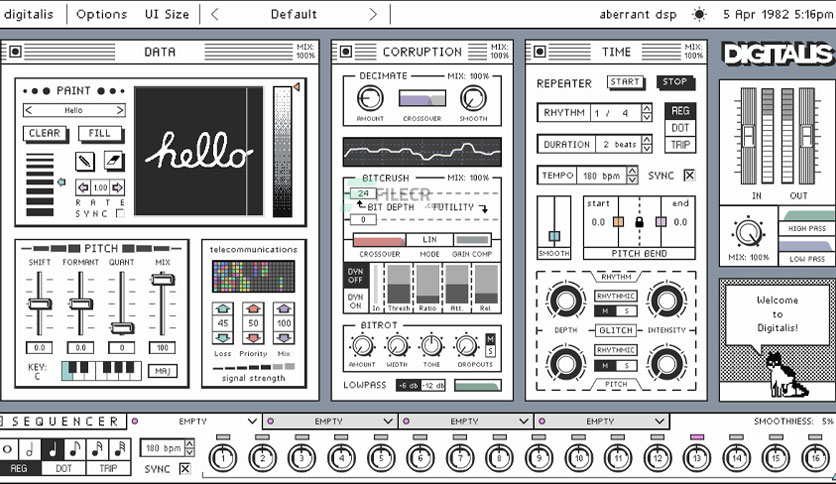 digitalis Options UI Size < Default > aberrant dsp 5 Apr 1982 5:16pm
DATA MIX: 100%
PAINT
< Hello >
CLEAR FILL
1.00
RATE
SYNC
hello
PITCH
SHIFT FORMANT QUANT MIX
0.0 0.0 0 100
KEY: C MAJ
telecommunications
45 50 100
Loss Priority Mix
signal strength
CORRUPTION MIX: 100%
DECIMATE MIX: 100%
AMOUNT CROSSOVER SMOOTH
BITCRUSH MIX: 100%
24
BIT DEPTH FUTILITY
0
FILECR
.com
LIN
CROSSOVER MODE GAIN COMP
DYN OFF
DYN ON
In Thresh Ratio Att. Rel.
BITROT
M
S
AMOUNT WIDTH TONE DROPOUTS
LOWPASS -6 db -12 db
TIME MIX: 100%
REPEATER START STOP
RHYTHM 1 / 4 REG
DOT
DURATION 2 beats TRIP
TEMPO 180 bpm SYNC
start end
0.0 0.0
SMOOTH PITCH BEND
RHYTHM
RHYTHMIC
M S
DEPTH GLITCH INTENSITY
RHYTHMIC
M S
PITCH
DIGITALIS
IN OUT
MIX: 100%
HIGH PASS
LOW PASS
Welcome
to
Digitalis!
SEQUENCER EMPTY EMPTY EMPTY EMPTY SMOOTHNESS: 5%
180 bpm
REG DOT TRIP SYNC
1 2 3 4 5 6 7 8 9 10 11 12 13 14 15 16